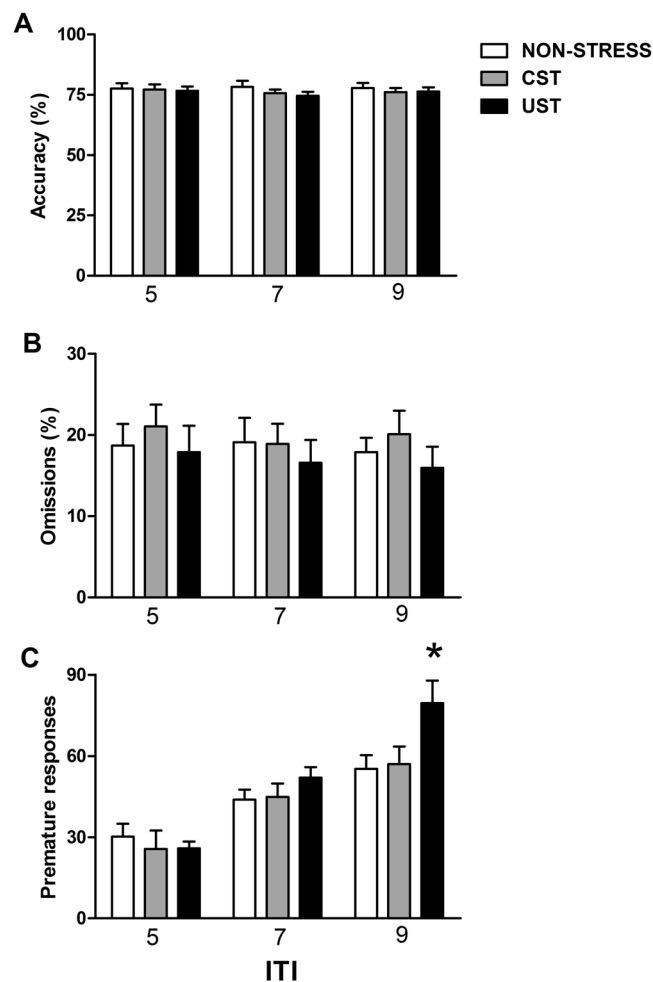 A
Accuracy (%)
100
75
50
25
0
5 7 9
NON-STRESS
CST
UST
B
Omissions (%)
30
20
10
0
5 7 9
C
Premature responses
90
60
30
0
*
5 7 9
ITI